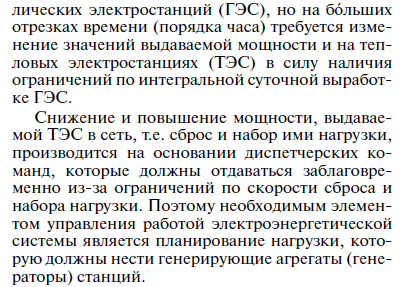 лических электростанций (ГЭС), но на бо́льших
отрезках времени (порядка часа) требуется изме-
нение значений выдаваемой мощности и на теп-
ловых электростанциях (ТЭС) в силу наличия
ограничений по интегральной суточной выработ-
ке ГЭС.
Снижение и повышение мощности, выдавае-
мой ТЭС в сеть, т.е. сброс и набор ими нагрузки,
производится на основании диспетчерских ко-
манд, которые должны отдаваться заблаговре-
менно из-за ограничений по скорости сброса и
набора нагрузки. Поэтому необходимым элемен-
том управления работой электроэнергетической
системы является планирование нагрузки, кото-
рую должны нести генерирующие агрегаты (гене-
раторы) станций.